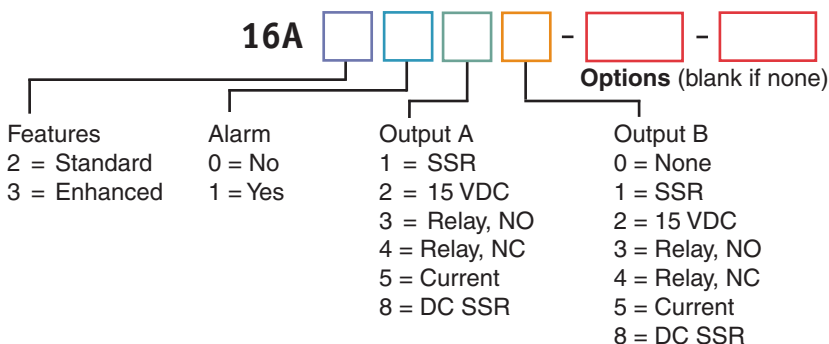 16A - -
Options (blank if none)
Features
2 = Standard
3 = Enhanced
Alarm
0 = No
1 = Yes
Output A
1 = SSR
2 = 15 VDC
3 = Relay, NO
4 = Relay, NC
5 = Current
8 = DC SSR
Output B
0 = None
1 = SSR
2 = 15 VDC
3 = Relay, NO
4 = Relay, NC
5 = Current
8 = DC SSR